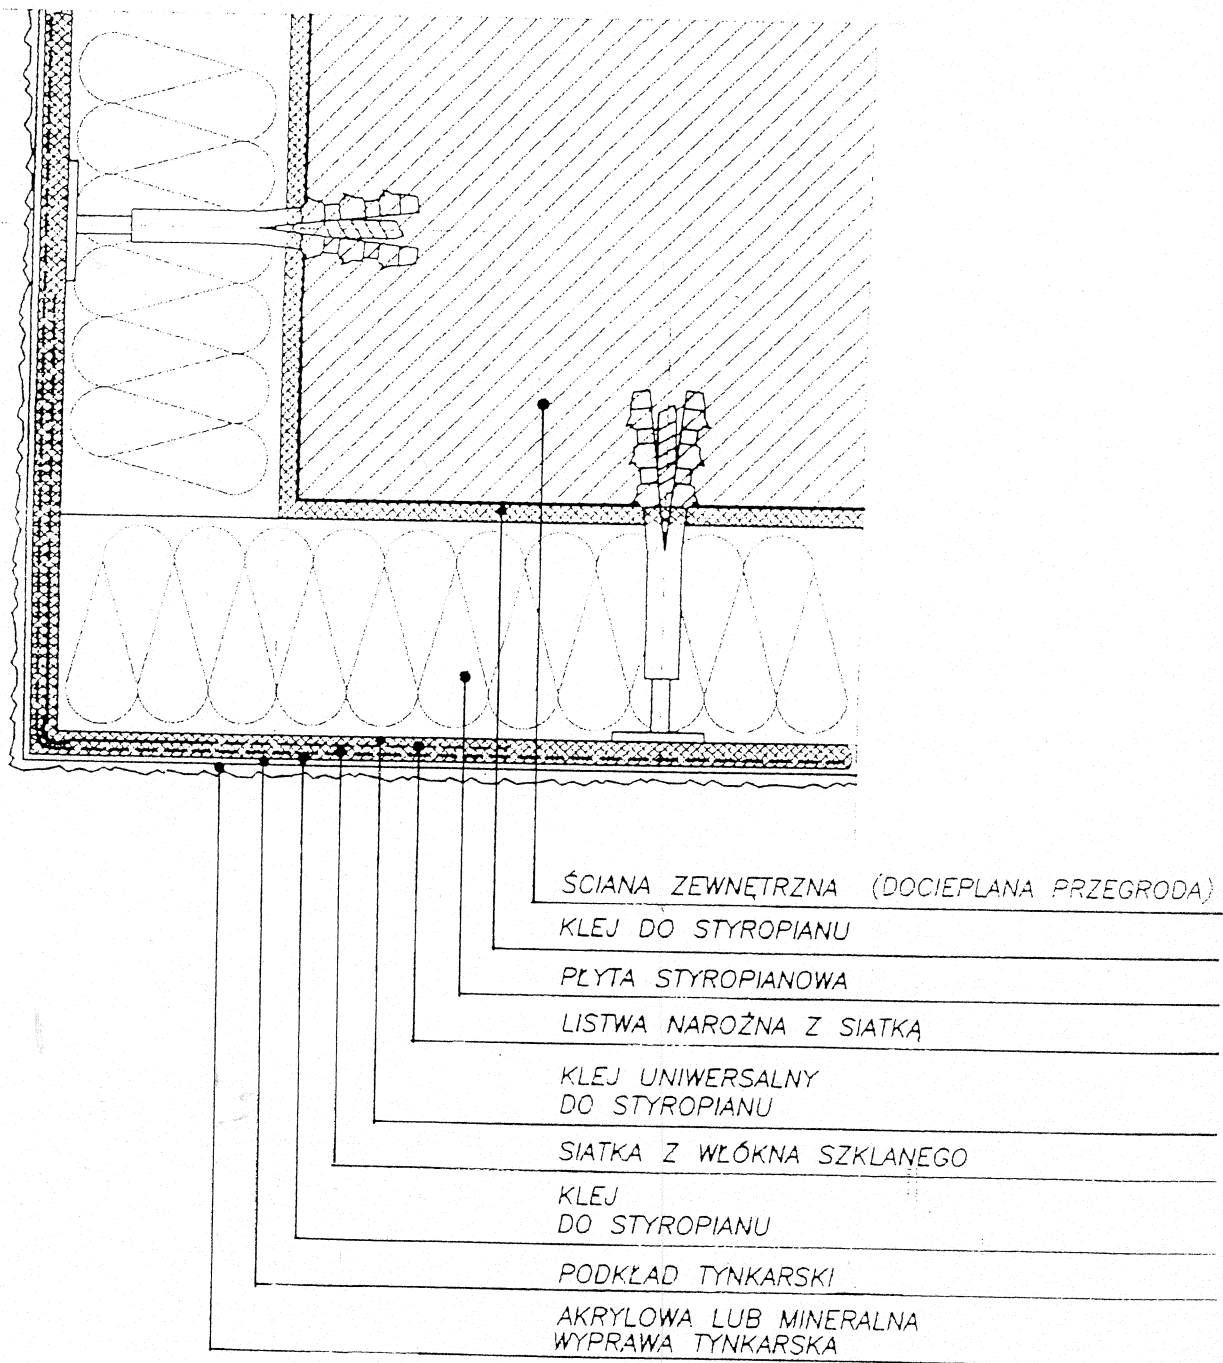 ŚCIANA ZEWNĘTRZNA (DOCIEPLANA PRZEGRODA)
KLEJ DO STYROPIANU
PŁYTA STYROPIANOWA
LISTWA NAROŻNA Z SIATKĄ
KLEJ UNIWERSALNY
DO STYROPIANU
SIATKA Z WŁÓKNA SZKLANEGO
KLEJ
DO STYROPIANU
PODKŁAD TYNKARSKI
AKRYLOWA LUB MINERALNA
WYPRAWA TYNKARSKA